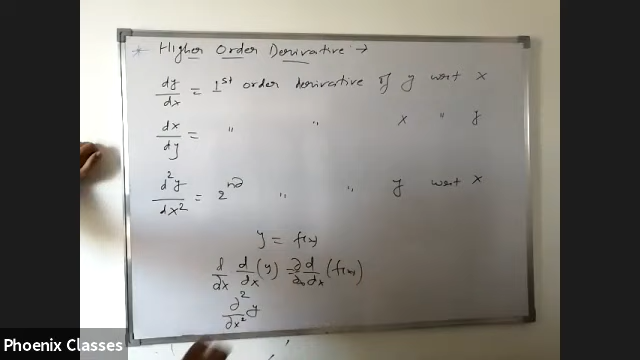 * Higher Order Derivative :→
dy/dx = 1st order derivative of y wrt x
dx/dy = " " x " y
d²y/dx² = 2nd " " y wrt x
y = f(x)
d/dx d/dx (y) = d/dx d/dx (f(x))
d²/dx² y
Phoenix Classes